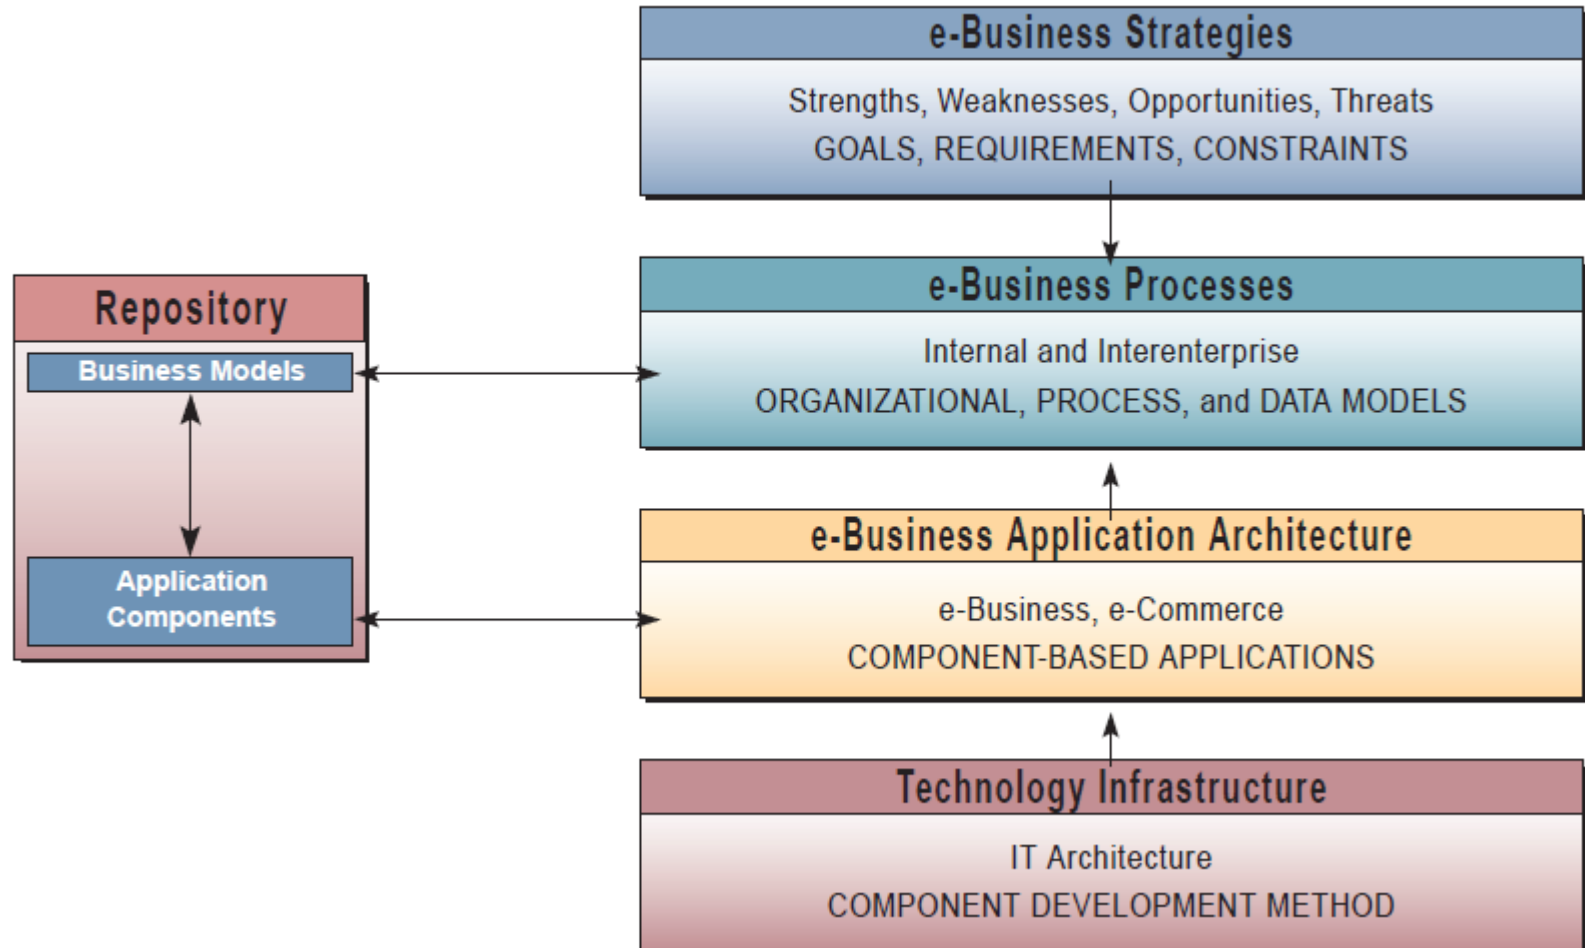 e-Business Strategies
Strengths, Weaknesses, Opportunities, Threats
GOALS, REQUIREMENTS, CONSTRAINTS
e-Business Processes
Internal and Interenterprise
ORGANIZATIONAL, PROCESS, and DATA MODELS
Repository
Business Models
Application
Components
e-Business Application Architecture
e-Business, e-Commerce
COMPONENT-BASED APPLICATIONS
Technology Infrastructure
IT Architecture
COMPONENT DEVELOPMENT METHOD